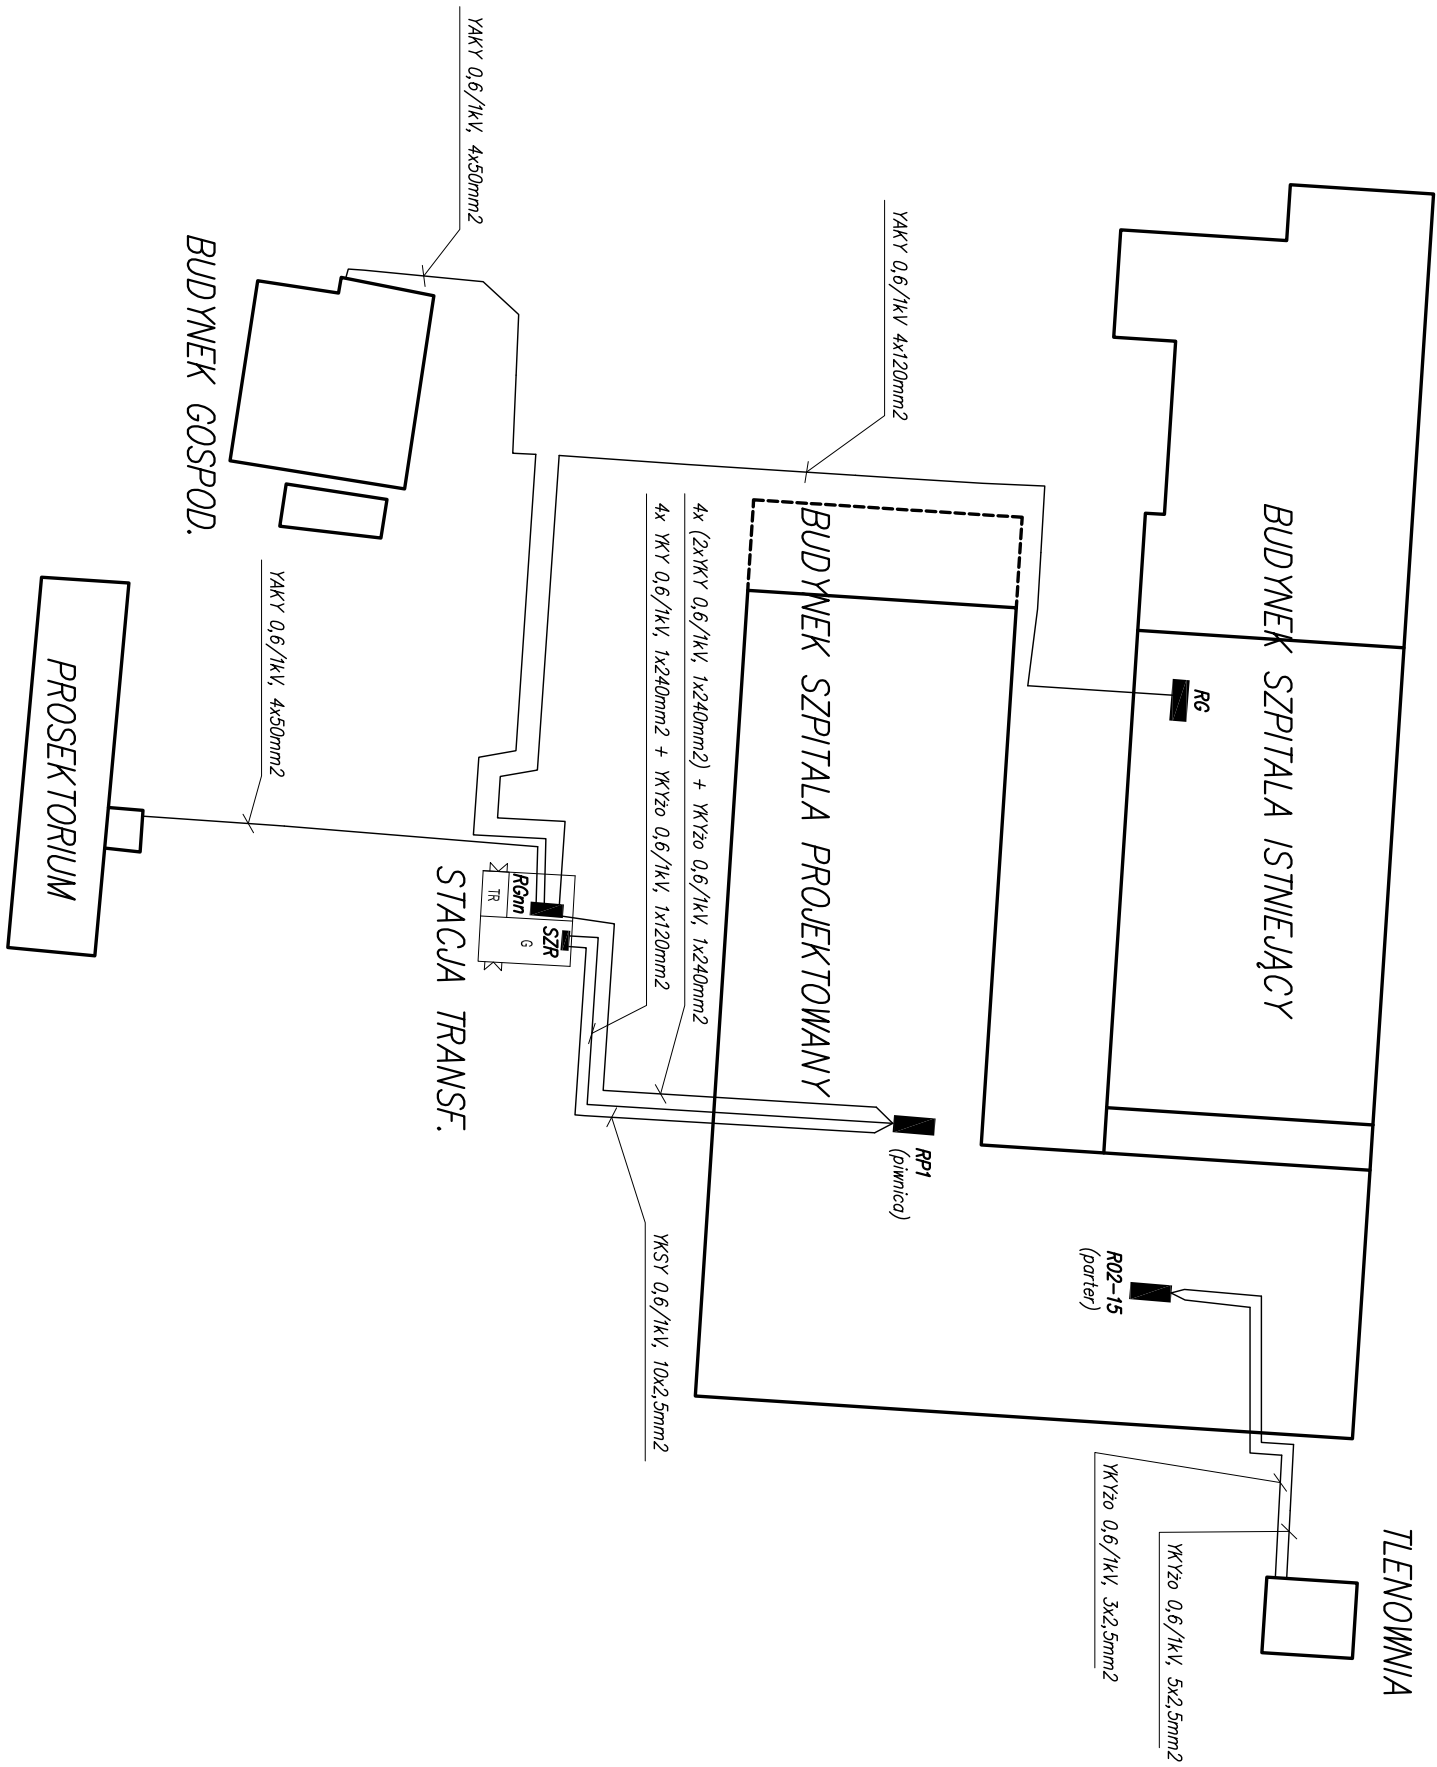 TLENOWNIA
YKYżo 0,6/1kV, 5x2,5mm2
YKYżo 0,6/1kV, 3x2,5mm2
BUDYNEK SZPITALA ISTNIEJĄCY
RG
R02-15
(parter)
YAKY 0,6/1kV 4x120mm2
BUDYNEK SZPITALA PROJEKTOWANY
RP1
(piwnica)
4x (2xYKY 0,6/1kV, 1x240mm2) + YKYżo 0,6/1kV, 1x240mm2
4x YKY 0,6/1kV, 1x240mm2 + YKYżo 0,6/1kV, 1x120mm2
YKSY 0,6/1kV, 10x2,5mm2
YAKY 0,6/1kV, 4x50mm2
SZR
G
RGnn
TR
STACJA TRANSF.
YAKY 0,6/1kV, 4x50mm2
BUDYNEK GOSPOD.
PROSEKTORIUM